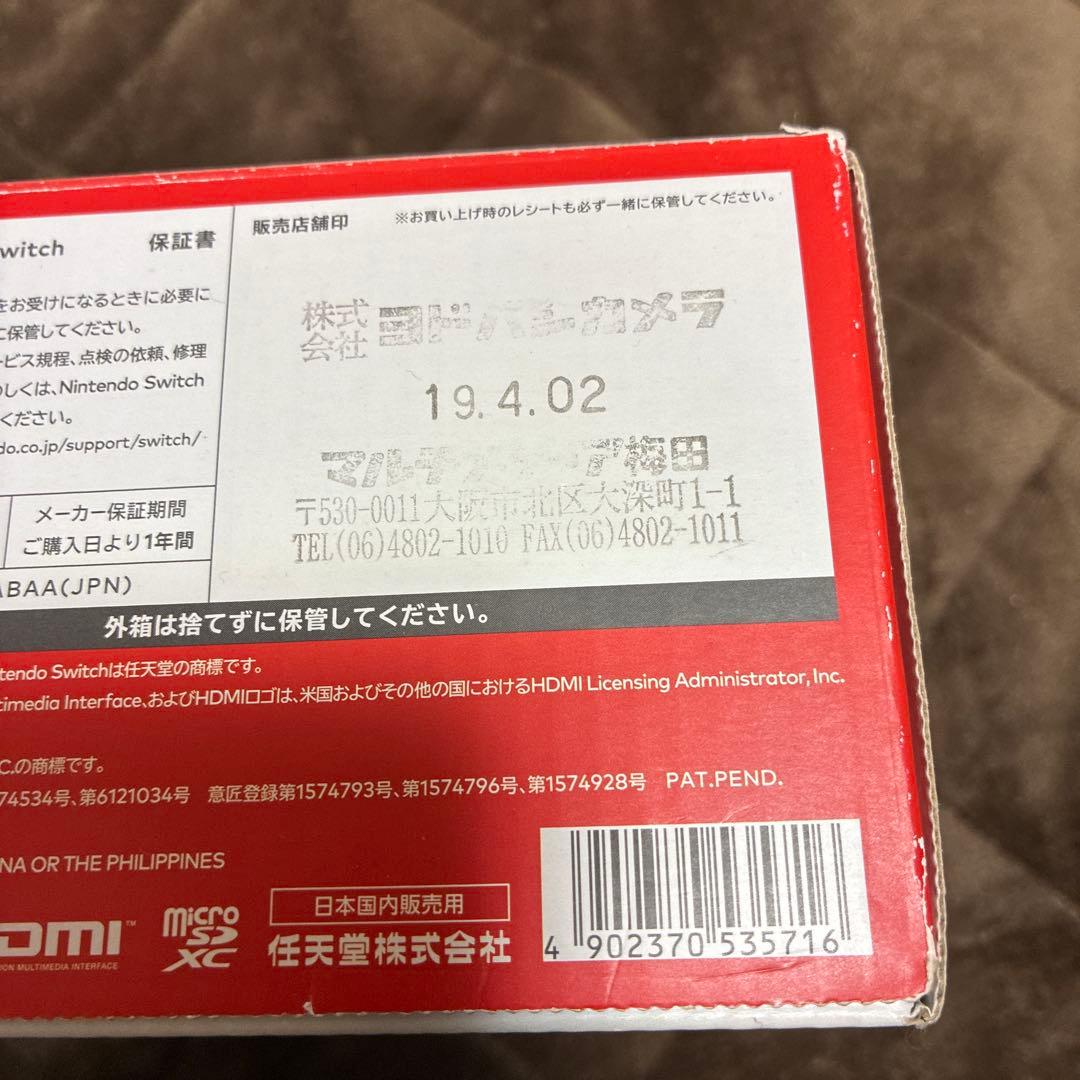 witch 保証書
をお受けになるときに必要に
に保管してください。
ービス規程、点検の依頼、修理
しくは、Nintendo Switch
ください。
do.co.jp/support/switch/
メーカー保証期間
ご購入日より1年間
ABAA(JPN)
販売店舗印
※お買い上げ時のレシートも必ず一緒に保管してください。
株式会社 ヨドバシカメラ
19.4.02
マルチメディア梅田
〒530-0011大阪市北区大深町1-1
TEL(06)4802-1010 FAX(06)4802-1011
外箱は捨てずに保管してください。
tendo Switchは任天堂の商標です。
timedia Interface、およびHDMIロゴは、米国およびその他の国におけるHDMI Licensing Administrator, Inc.
C.の商標です。
74534号、第6121034号 意匠登録第1574793号、第1574796号、第1574928号 PAT.PEND.
NA OR THE PHILIPPINES
DMI™
ION MULTIMEDIA INTERFACE
micro SD XC
日本国内販売用
任天堂株式会社
4 902370 535716